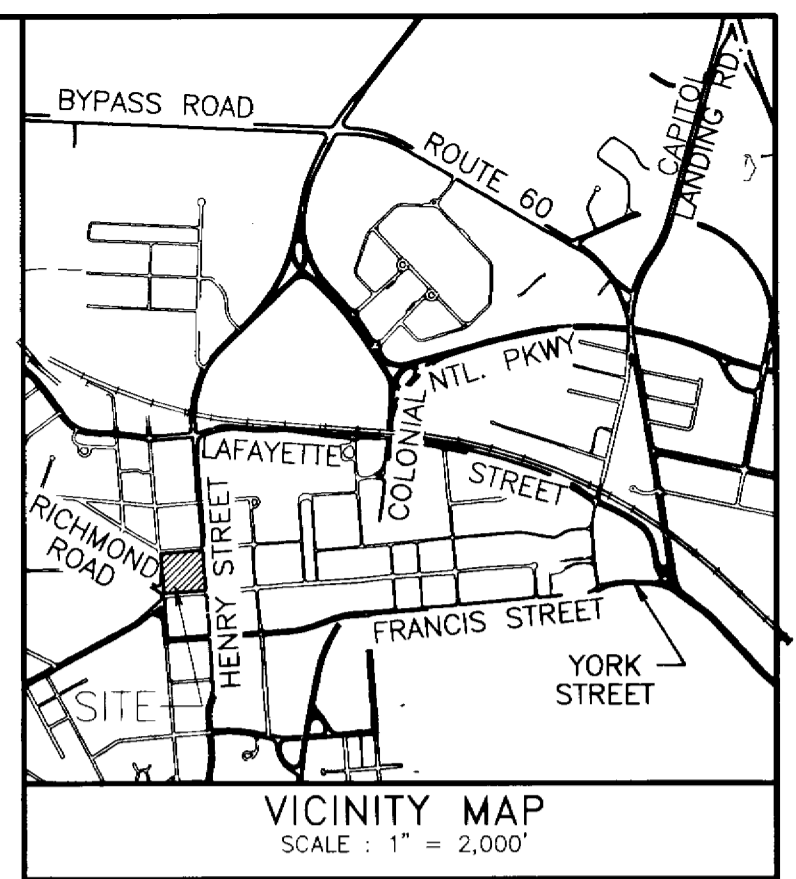 BYPASS ROAD
ROUTE 60
CAPITOL
LANDING RD.
COLONIAL NTL. PKWY
LAFAYETTE STREET
RICHMOND
ROAD
HENRY STREET
FRANCIS STREET
YORK
STREET
SITE
VICINITY MAP
SCALE : 1" = 2,000'